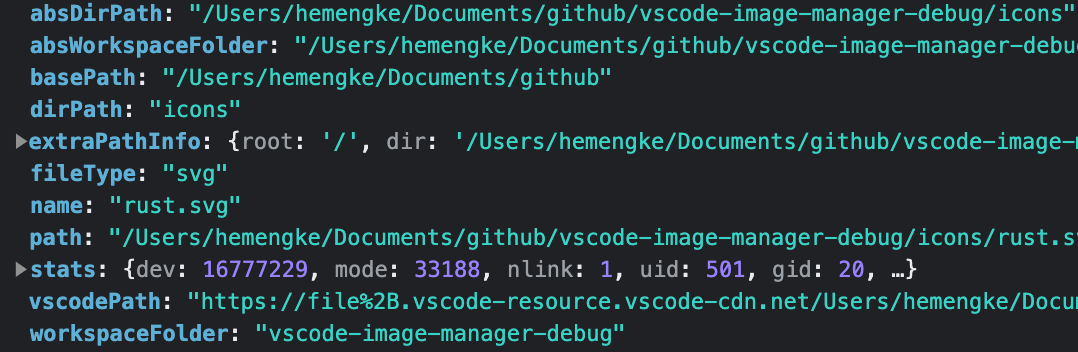 absDirPath: "/Users/hemengke/Documents/github/vscode-image-manager-debug/icons"
absWorkspaceFolder: "/Users/hemengke/Documents/github/vscode-image-manager-debu
basePath: "/Users/hemengke/Documents/github"
dirPath: "icons"
▶extraPathInfo: {root: '/', dir: '/Users/hemengke/Documents/github/vscode-image-m
fileType: "svg"
name: "rust.svg"
path: "/Users/hemengke/Documents/github/vscode-image-manager-debug/icons/rust.s
▶stats: {dev: 16777229, mode: 33188, nlink: 1, uid: 501, gid: 20, …}
vscodePath: "https://file%2B.vscode-resource.vscode-cdn.net/Users/hemengke/Docum
workspaceFolder: "vscode-image-manager-debug"